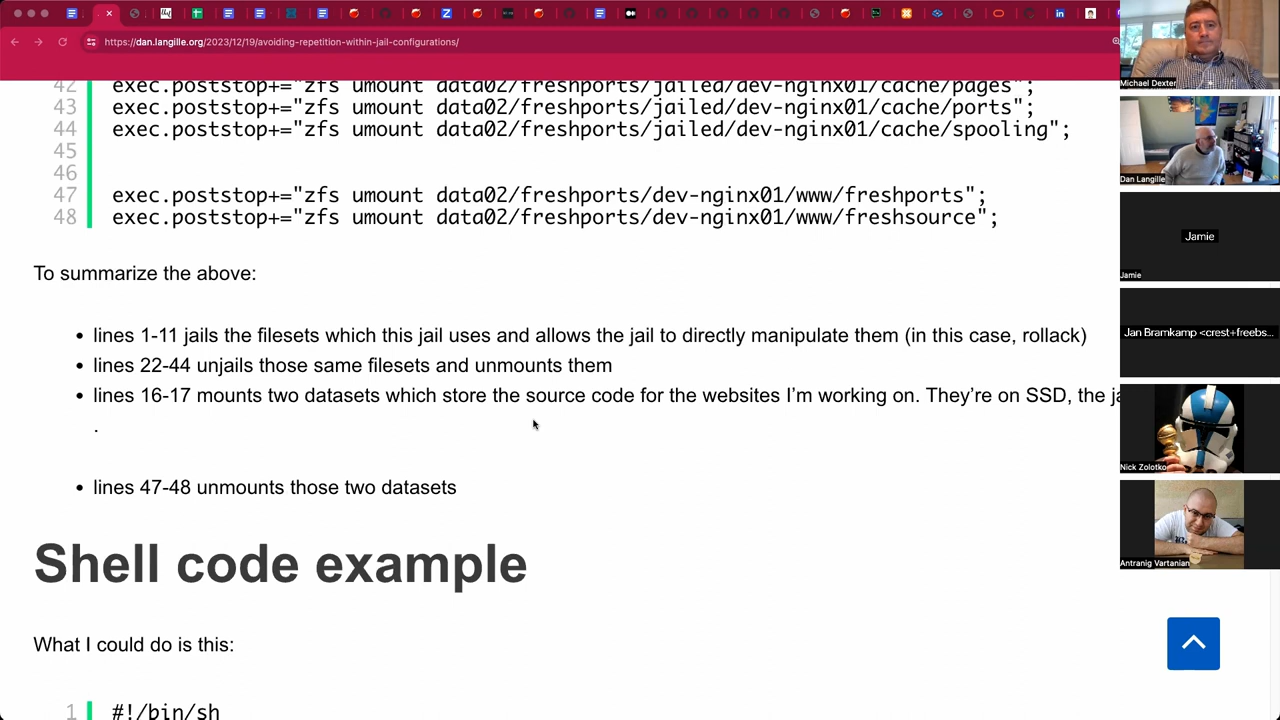 https://dan.langille.org/2023/12/19/avoiding-repetition-within-jail-configurations/
42 exec.poststop+="zfs umount data02/freshports/jailed/dev-nginx01/cache/pages";
43 exec.poststop+="zfs umount data02/freshports/jailed/dev-nginx01/cache/ports";
44 exec.poststop+="zfs umount data02/freshports/jailed/dev-nginx01/cache/spooling";
45
46
47 exec.poststop+="zfs umount data02/freshports/dev-nginx01/www/freshports";
48 exec.poststop+="zfs umount data02/freshports/dev-nginx01/www/freshsource";
To summarize the above:
• lines 1-11 jails the filesets which this jail uses and allows the jail to directly manipulate them (in this case, rollack)
• lines 22-44 unjails those same filesets and unmounts them
• lines 16-17 mounts two datasets which store the source code for the websites I'm working on. They're on SSD, the ja
.
• lines 47-48 unmounts those two datasets
Shell code example
What I could do is this:
1 #!/bin/sh
Michael Dexter
Dan Langille
Jamie
Jamie
Jan Bramkamp <crest+freebs...
Nick Zolotko
Antranig Vartanian